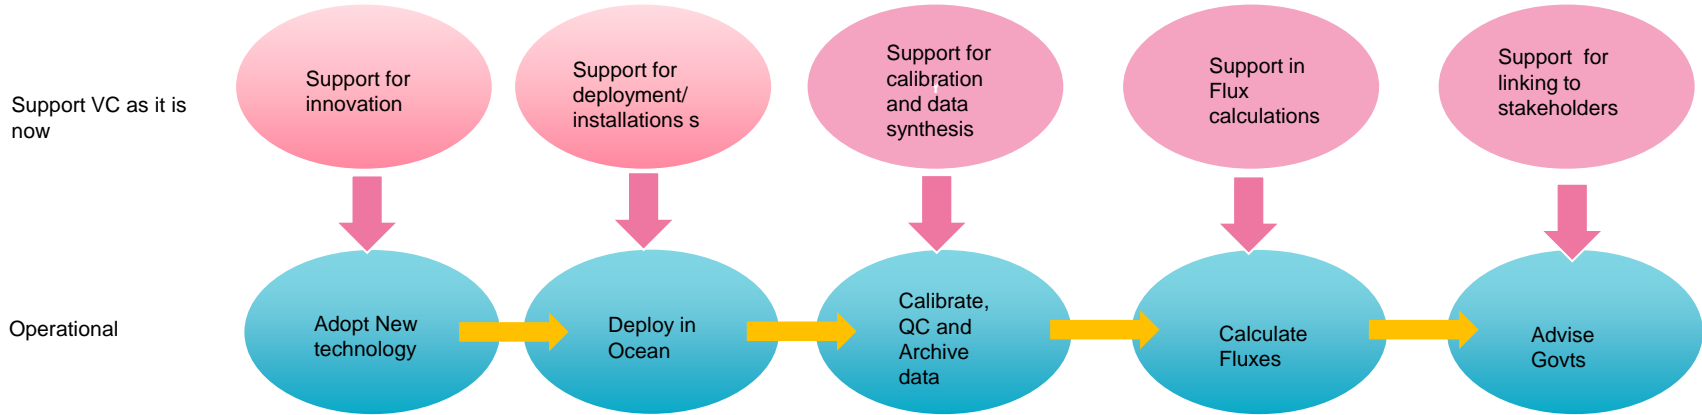 Support VC as it is
now
Support for
innovation
Support for
deployment/
installations s
Support for
calibration
and data
synthesis
Support in
Flux
calculations
Support  for
linking to
stakeholders
Operational
Adopt New
technology
Deploy in
Ocean
Calibrate,
QC and
Archive
data
Calculate
Fluxes
Advise
Govts